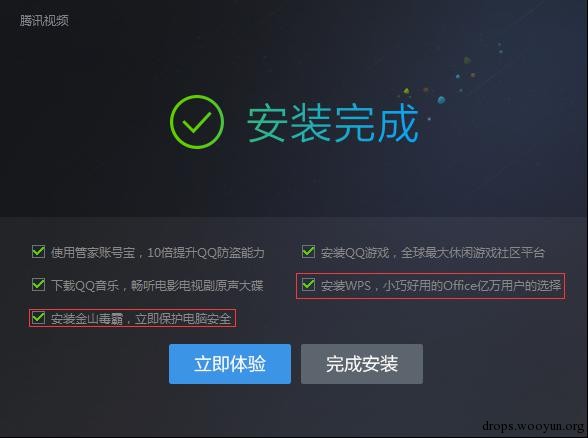 腾讯视频
安装完成
使用管家账号宝，10倍提升QQ防盗能力
安装QQ游戏，全球最大休闲游戏社区平台
下载QQ音乐，畅听电影电视剧原声大碟
安装WPS，小巧好用的Office亿万用户的选择
安装金山毒霸，立即保护电脑安全
立即体验
完成安装
drops.wooyun.org